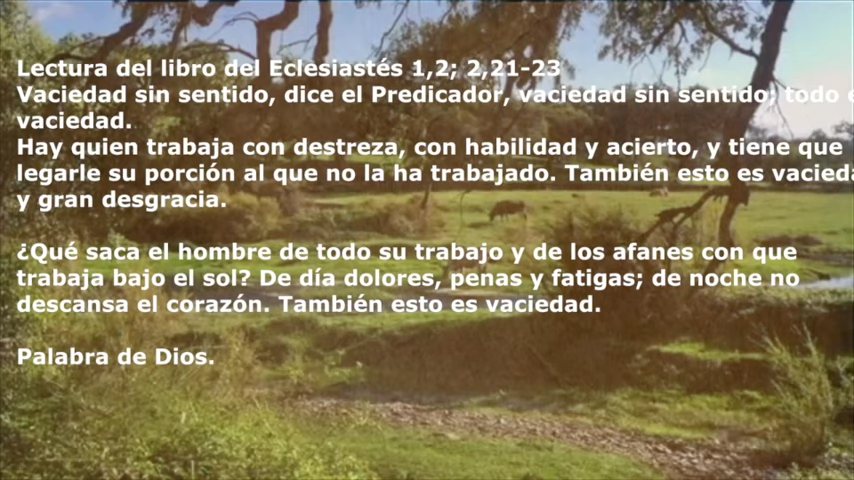 Lectura del libro del Eclesiastés 1,2; 2,21-23
Vaciedad sin sentido, dice el Predicador, vaciedad sin sentido; todo
vaciedad.
Hay quien trabaja con destreza, con habilidad y acierto, y tiene que
legarle su porción al que no la ha trabajado. También esto es vacieda
y gran desgracia.
¿Qué saca el hombre de todo su trabajo y de los afanes con que
trabaja bajo el sol? De día dolores, penas y fatigas; de noche no
descansa el corazón. También esto es vaciedad.
Palabra de Dios.